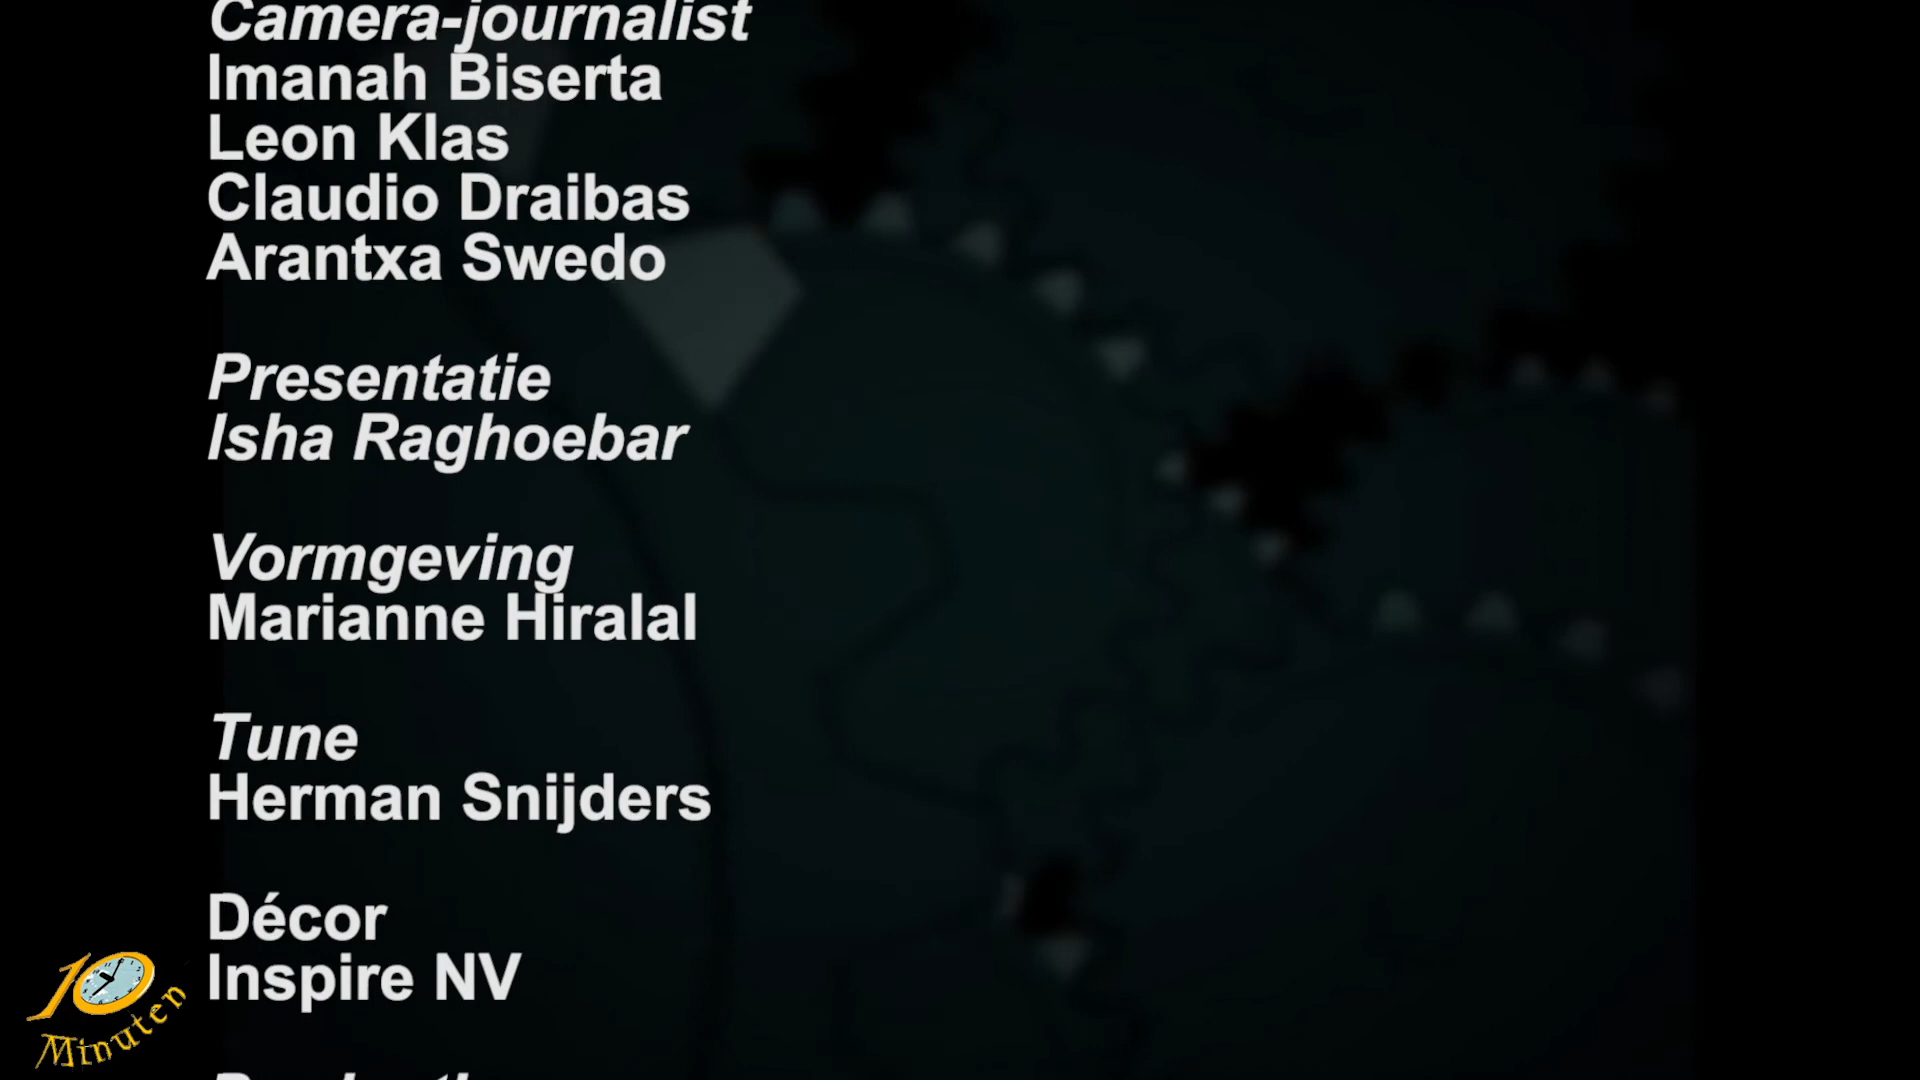 Camera-journalist
Imanah Biserta
Leon Klas
Claudio Draibas
Arantxa Swedo
Presentatie
Isha Raghoebar
Vormgeving
Marianne Hiralal
Tune
Herman Snijders
Décor
Inspire NV
10
Minuten